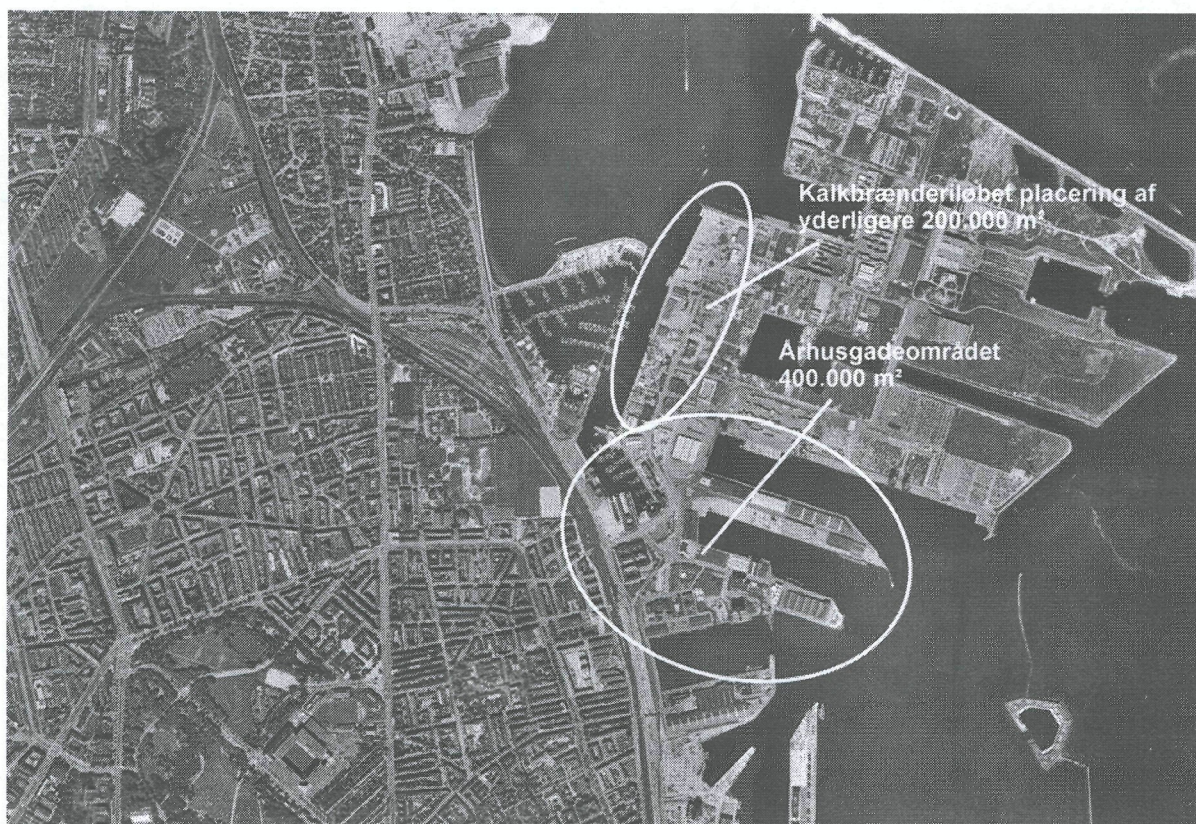 Kalkbrænderiløbet placering af
yderligere 200.000 m²
Århusgadeområdet
400.000 m²